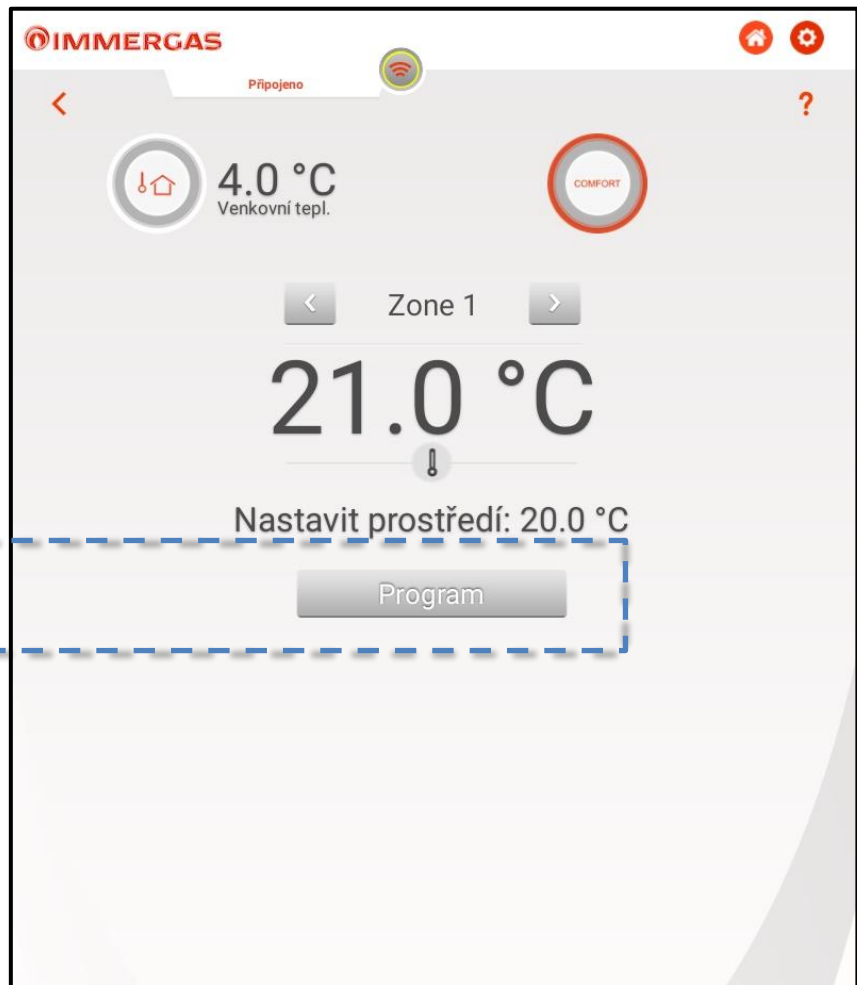 IMMERGAS
Připojeno
?
4.0 °C
Venkovní tepl.
COMFORT
Zone 1
21.0 °C
Nastavit prostředí: 20.0 °C
Program